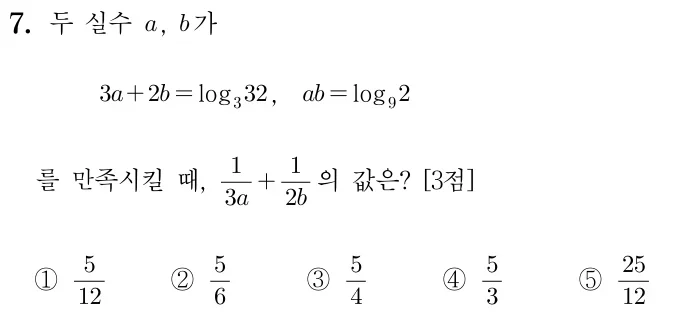 7. 두 실수 a, b가
3a+2b=log₃32, ab=log₉2
를 만족시킬 때, 1/3a + 1/2b 의 값은? [3점]
① 5/12 ② 5/6 ③ 5/4 ④ 5/3 ⑤ 25/12